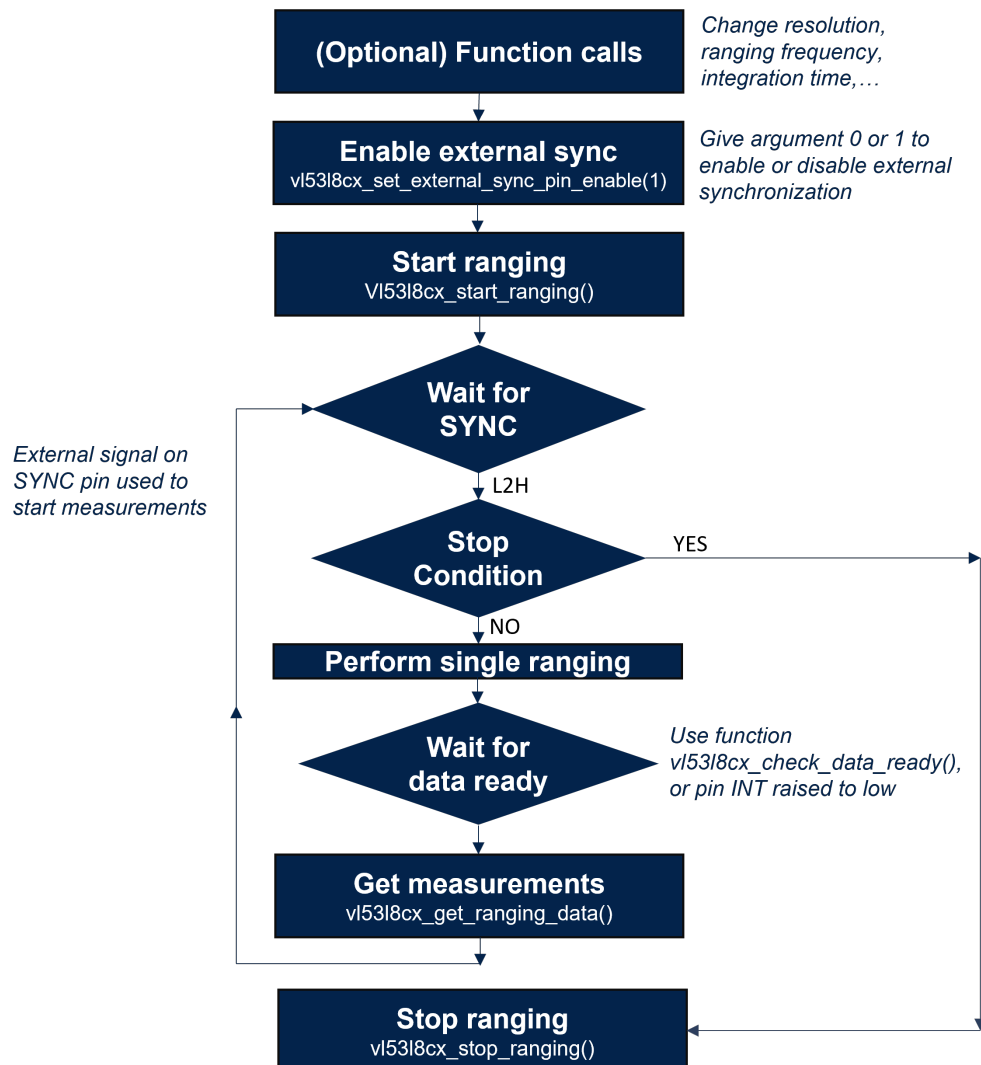 (Optional) Function calls
Change resolution,
ranging frequency,
integration time,…
Enable external sync
vl53l8cx_set_external_sync_pin_enable(1)
Give argument 0 or 1 to
enable or disable external
synchronization
Start ranging
Vl53l8cx_start_ranging()
Wait for
SYNC
External signal on
SYNC pin used to
start measurements
L2H
Stop
Condition
YES
NO
Perform single ranging
Wait for
data ready
Use function
vl53l8cx_check_data_ready(),
or pin INT raised to low
Get measurements
vl53l8cx_get_ranging_data()
Stop ranging
vl53l8cx_stop_ranging()